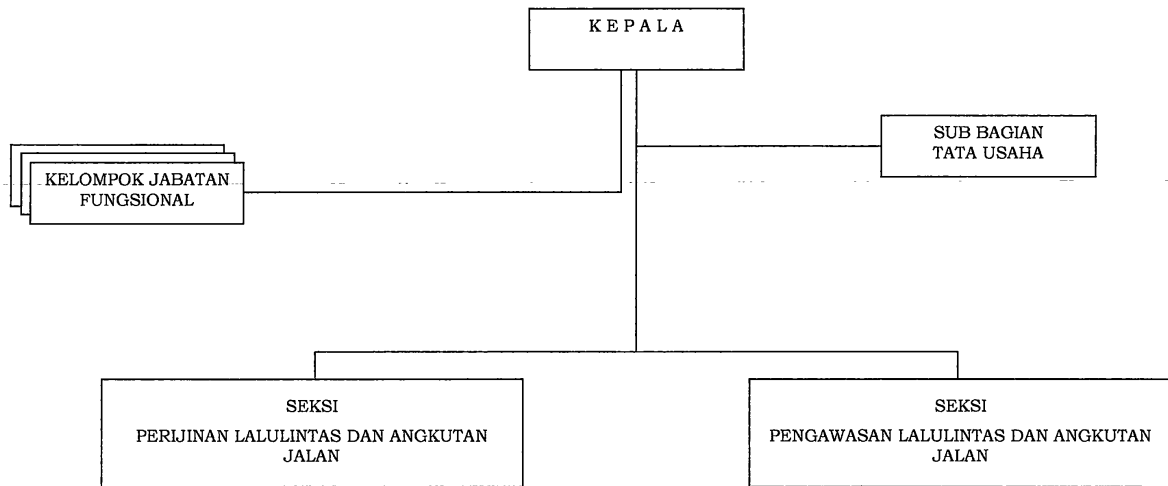 K E P A L A
SUB BAGIAN
TATA USAHA
KELOMPOK JABATAN
FUNGSIONAL
SEKSI
PERIJINAN LALULINTAS DAN ANGKUTAN
JALAN
SEKSI
PENGAWASAN LALULINTAS DAN ANGKUTAN
JALAN